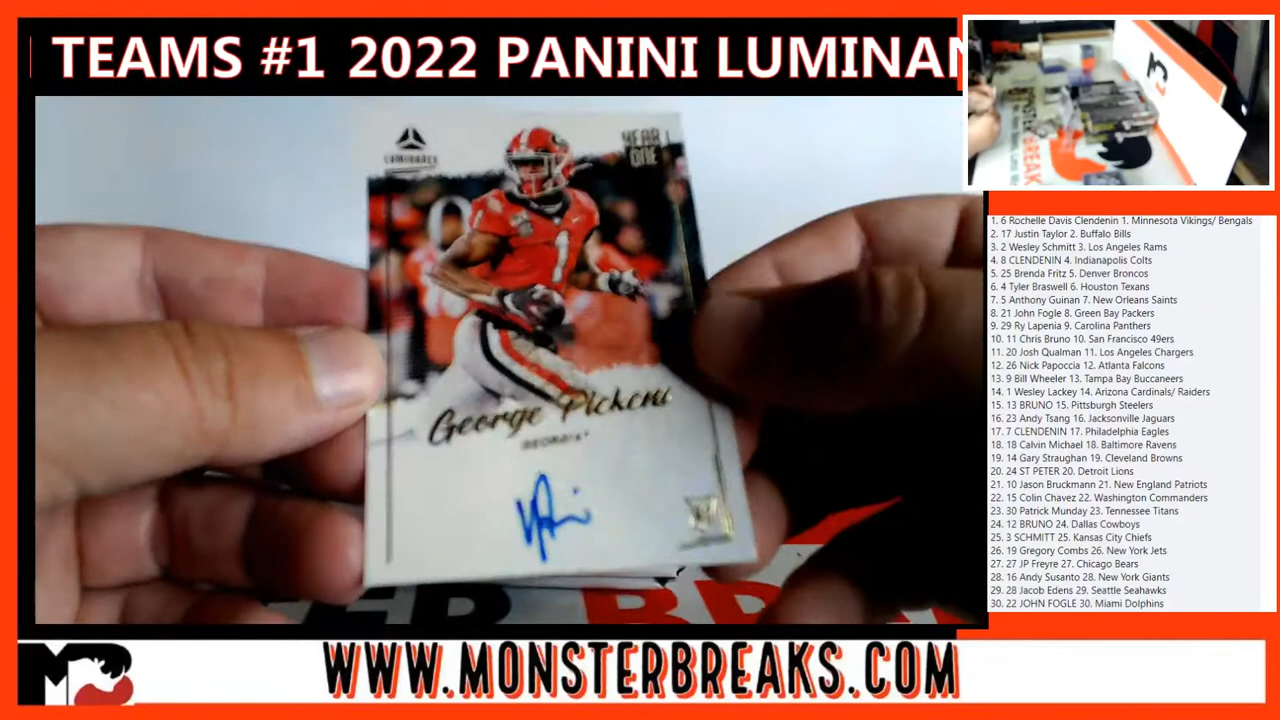 TEAMS #1 2022 PANINI LUMINAN
LUMINANCE
YEAR
ONE
1
George Pickens
GEORGIA
1. 6 Rochelle Davis Clendenin 1. Minnesota Vikings/ Bengals
2. 17 Justin Taylor 2. Buffalo Bills
3. 2 Wesley Schmitt 3. Los Angeles Rams
4. 8 CLENDENIN 4. Indianapolis Colts
5. 25 Brenda Fritz 5. Denver Broncos
6. 4 Tyler Braswell 6. Houston Texans
7. 5 Anthony Guinan 7. New Orleans Saints
8. 21 John Fogle 8. Green Bay Packers
9. 29 Ry Lapenia 9. Carolina Panthers
10. 11 Chris Bruno 10. San Francisco 49ers
11. 20 Josh Qualman 11. Los Angeles Chargers
12. 26 Nick Papoccia 12. Atlanta Falcons
13. 9 Bill Wheeler 13. Tampa Bay Buccaneers
14. 1 Wesley Lackey 14. Arizona Cardinals/ Raiders
15. 13 BRUNO 15. Pittsburgh Steelers
16. 23 Andy Tsang 16. Jacksonville Jaguars
17. 7 CLENDENIN 17. Philadelphia Eagles
18. 18 Calvin Michael 18. Baltimore Ravens
19. 14 Gary Straughan 19. Cleveland Browns
20. 24 ST PETER 20. Detroit Lions
21. 10 Jason Bruckmann 21. New England Patriots
22. 15 Colin Chavez 22. Washington Commanders
23. 30 Patrick Munday 23. Tennessee Titans
24. 12 BRUNO 24. Dallas Cowboys
25. 3 SCHMITT 25. Kansas City Chiefs
26. 19 Gregory Combs 26. New York Jets
27. 27 JP Freyre 27. Chicago Bears
28. 16 Andy Susanto 28. New York Giants
29. 28 Jacob Edens 29. Seattle Seahawks
30. 22 JOHN FOGLE 30. Miami Dolphins
WWW.MONSTERBREAKS.COM